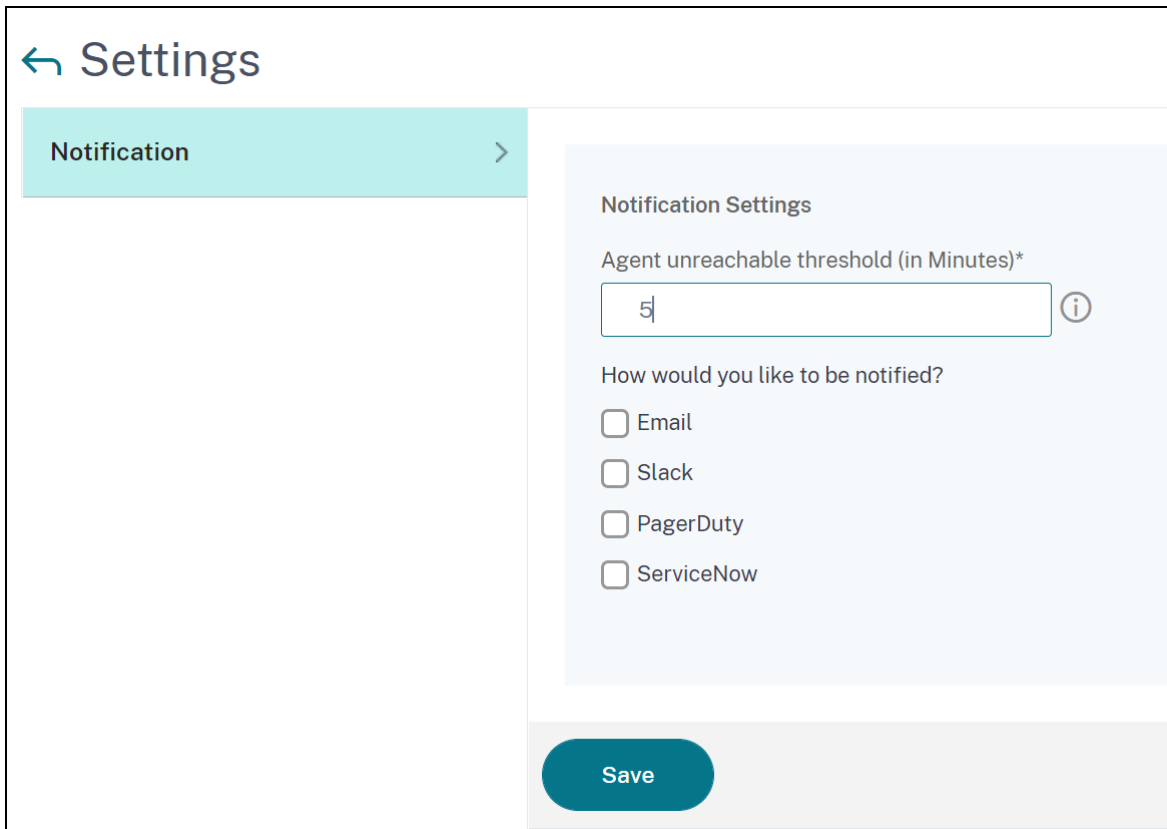 Settings
Notification
Notification Settings
Agent unreachable threshold (in Minutes)*
5
How would you like to be notified?
Email
Slack
PagerDuty
ServiceNow
Save